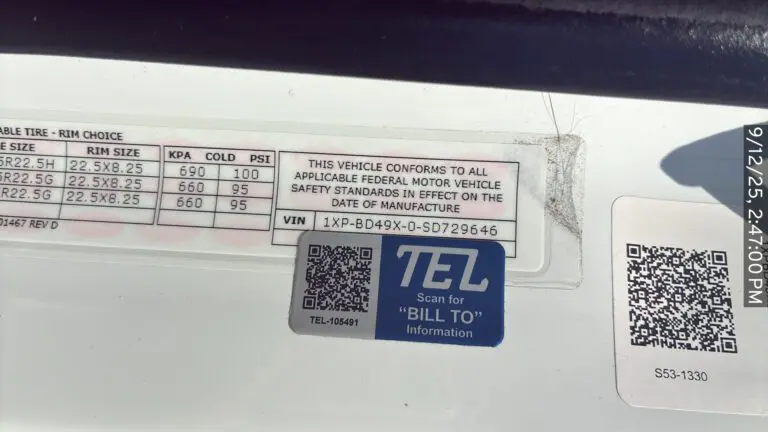 ABLE TIRE - RIM CHOICE
E SIZE RIM SIZE KPA COLD PSI
R22.5H 22.5X8.25 690 100
R22.5G 22.5X8.25 660 95
R22.5G 22.5X8.25 660 95
01467 REV D
THIS VEHICLE CONFORMS TO ALL
APPLICABLE FEDERAL MOTOR VEHICLE
SAFETY STANDARDS IN EFFECT ON THE
DATE OF MANUFACTURE
VIN 1XP-BD49X-0-SD729646
TEL
Scan for
"BILL TO"
Information
TEL-105491
S53-1330
9/12/25, 2:47:00 PM